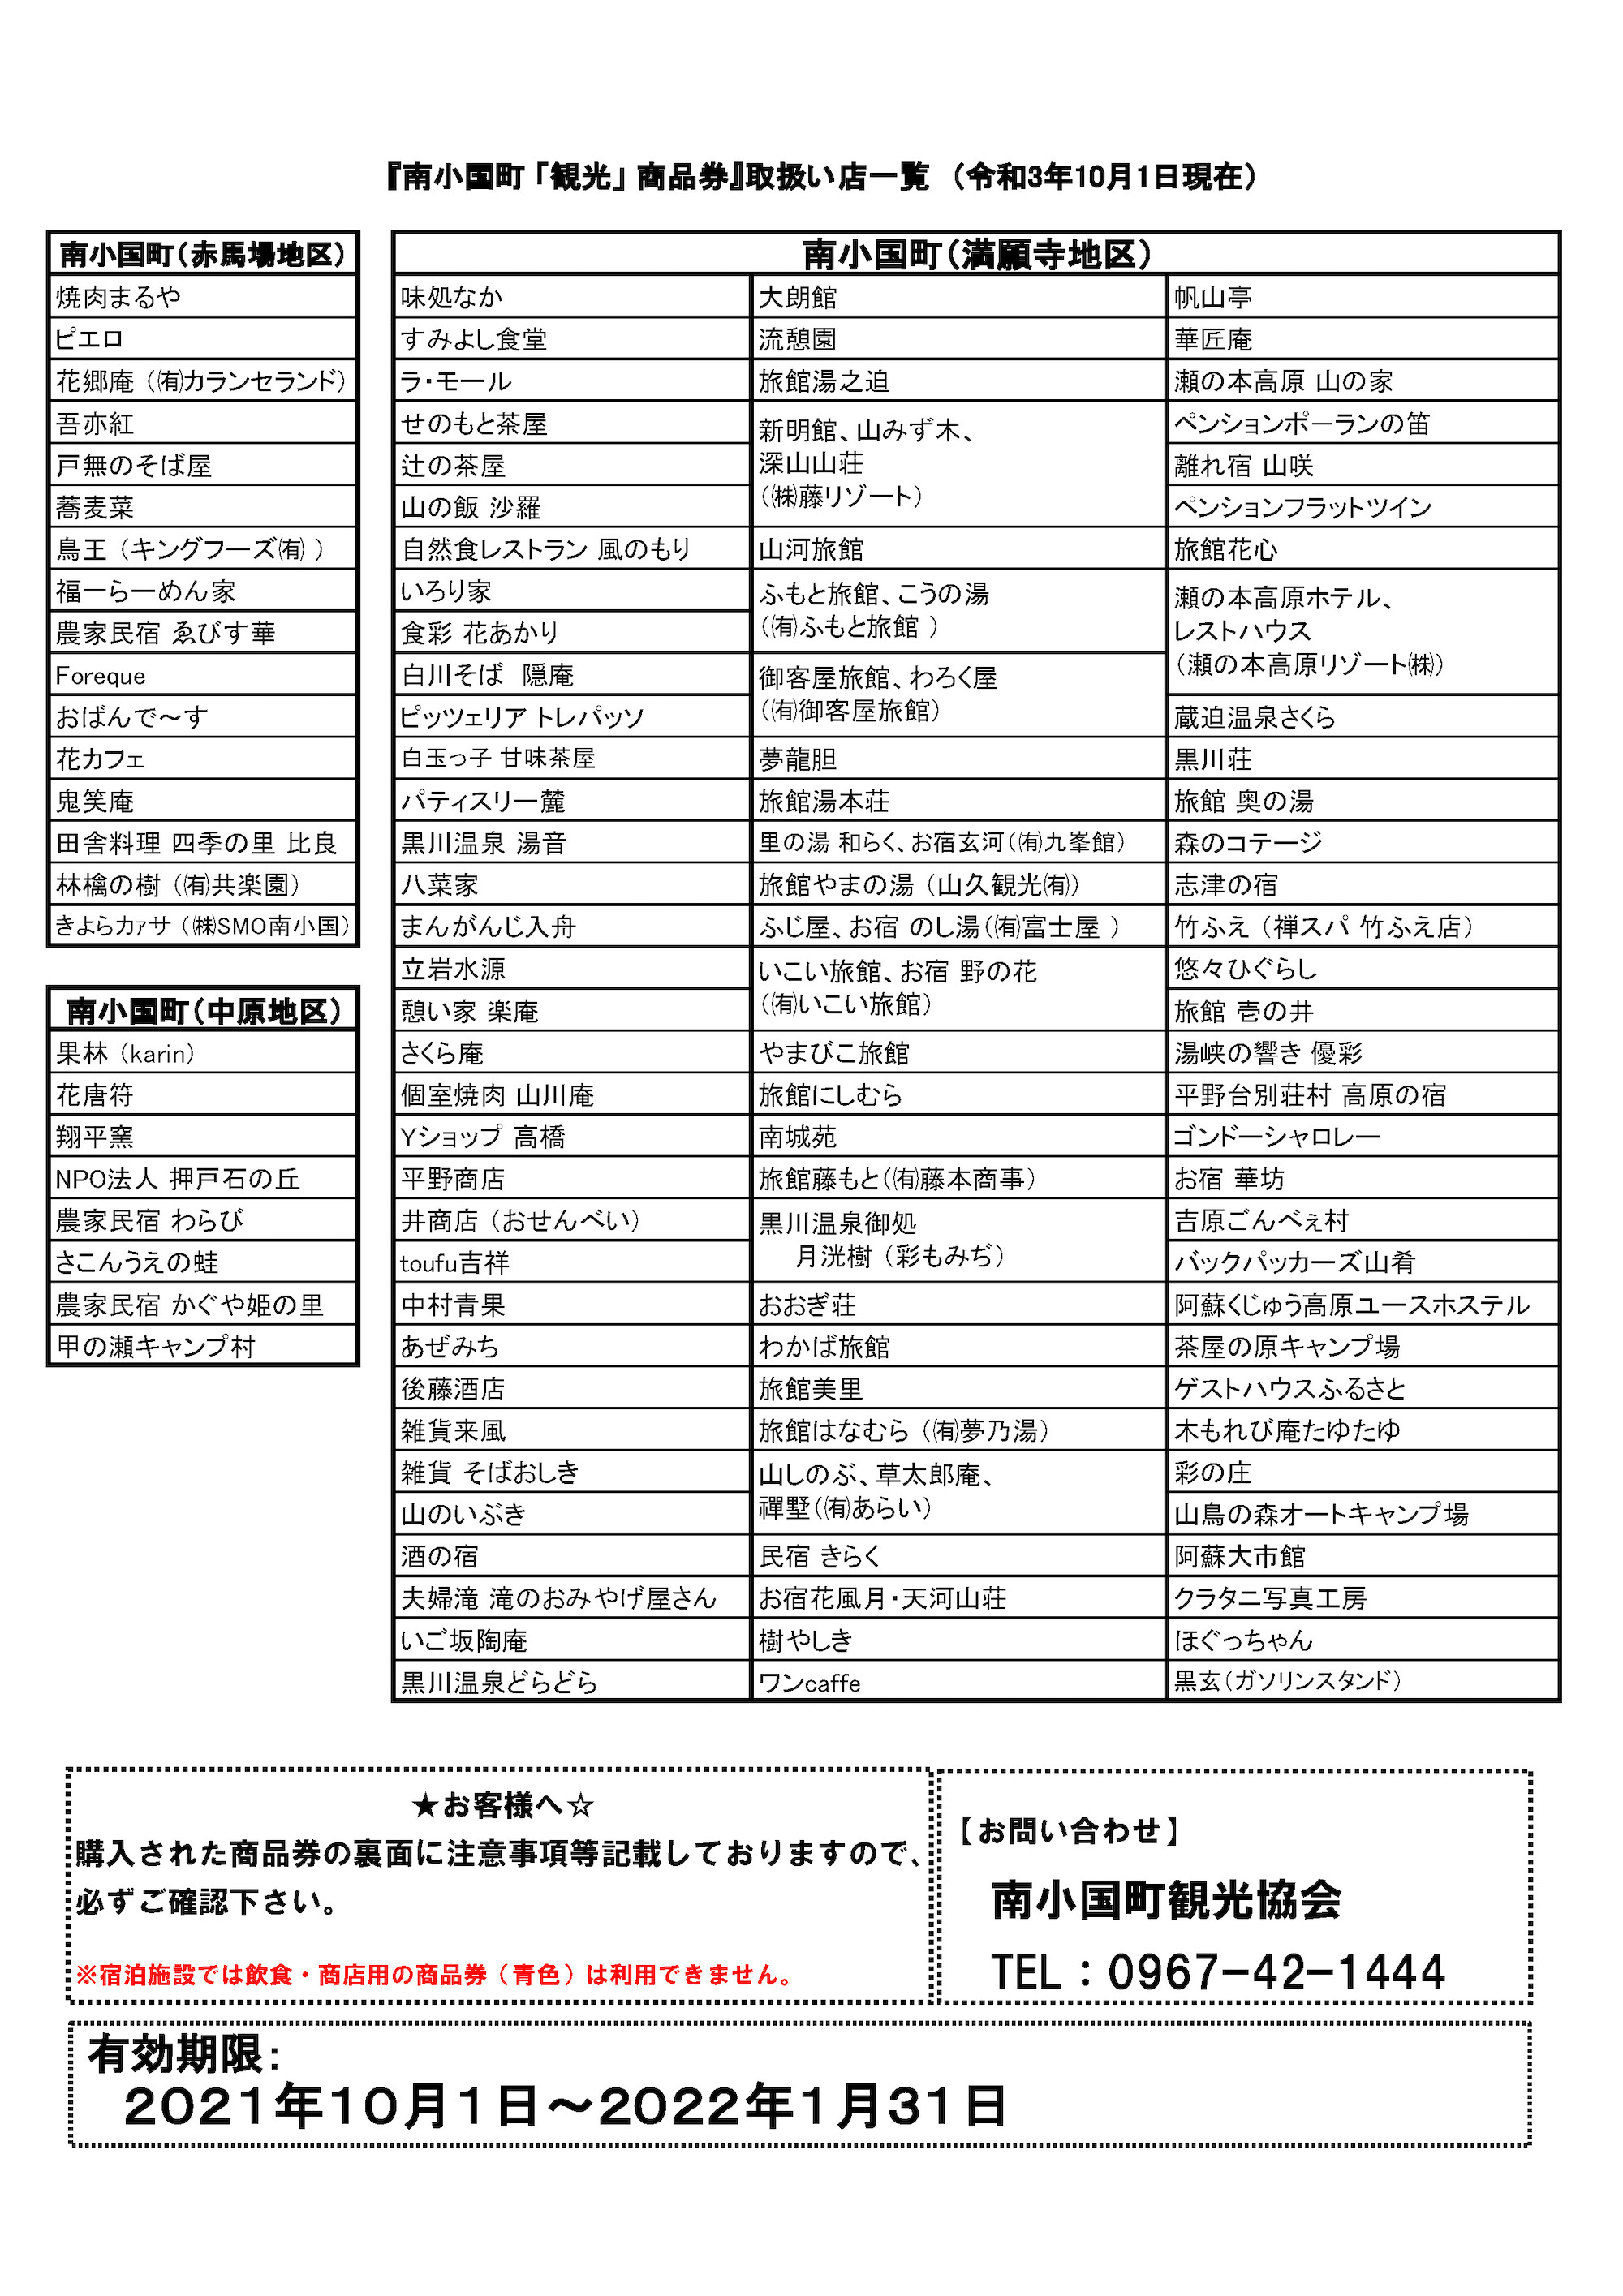 『南小国町「観光」商品券』取扱い店一覧 （令和3年10月1日現在）
南小国町（赤馬場地区）
焼肉まるや
ピエロ
花郷庵（㈲カランセランド）
吾亦紅
戸無のそば屋
蕎麦菜
鳥王（キングフーズ㈲ ）
福一らーめん家
農家民宿 ゑびす華
Foreque
おばんで～す
花カフェ
鬼笑庵
田舎料理 四季の里 比良
林檎の樹（㈲共楽園）
きよらカァサ（㈱SMO南小国）
南小国町（中原地区）
果林（karin）
花唐符
翔平窯
NPO法人 押戸石の丘
農家民宿 わらび
さこんうえの蛙
農家民宿 かぐや姫の里
甲の瀬キャンプ村
南小国町（満願寺地区）
味処なか
すみよし食堂
ラ・モール
せのもと茶屋
辻の茶屋
山の飯 沙羅
自然食レストラン 風のもり
いろり家
食彩 花あかり
白川そば　隠庵
ピッツェリア トレパッソ
白玉っ子 甘味茶屋
パティスリー麓
黒川温泉 湯音
八菜家
まんがんじ入舟
立岩水源
憩い家 楽庵
さくら庵
個室焼肉 山川庵
Yショップ 高橋
平野商店
井商店（おせんべい）
toufu吉祥
中村青果
あぜみち
後藤酒店
雑貨来風
雑貨 そばおしき
山のいぶき
酒の宿
夫婦滝 滝のおみやげ屋さん
いご坂陶庵
黒川温泉どらどら
大朗館
流憩園
旅館湯之迫
新明館、山みず木、
深山山荘
（㈱藤リゾート）
山河旅館
ふもと旅館、こうの湯
（㈲ふもと旅館 ）
御客屋旅館、わろく屋
（㈲御客屋旅館）
夢龍胆
旅館湯本荘
里の湯 和らく、お宿玄河（㈲九峯館）
旅館やまの湯（山久観光㈲）
ふじ屋、お宿 のし湯（㈲富士屋 ）
いこい旅館、お宿 野の花
（㈲いこい旅館）
やまびこ旅館
旅館にしむら
南城苑
旅館藤もと（㈲藤本商事）
黒川温泉御処
月洸樹（彩もみぢ）
おおぎ荘
わかば旅館
旅館美里
旅館はなむら（㈲夢乃湯）
山しのぶ、草太郎庵、
禪墅（㈲あらい）
民宿 きらく
お宿花風月・天河山荘
樹やしき
ワンcaffe
帆山亭
華匠庵
瀬の本高原 山の家
ペンションポーランの笛
離れ宿 山咲
ペンションフラットツイン
旅館花心
瀬の本高原ホテル、
レストハウス
（瀬の本高原リゾート㈱）
蔵迫温泉さくら
黒川荘
旅館 奥の湯
森のコテージ
志津の宿
竹ふえ（禅スパ 竹ふえ店）
悠々ひぐらし
旅館 壱の井
湯峡の響き 優彩
平野台別荘村 高原の宿
ゴンドーシャロレー
お宿 華坊
吉原ごんべぇ村
バックパッカーズ山肴
阿蘇くじゅう高原ユースホステル
茶屋の原キャンプ場
ゲストハウスふるさと
木もれび庵たゆたゆ
彩の庄
山鳥の森オートキャンプ場
阿蘇大市館
クラタニ写真工房
ほぐっちゃん
黒玄（ガソリンスタンド）
★お客様へ☆
購入された商品券の裏面に注意事項等記載しておりますので、
必ずご確認下さい。
※宿泊施設では飲食・商店用の商品券（青色）は利用できません。
【お問い合わせ】
南小国町観光協会
TEL：0967-42-1444
有効期限：
2021年10月1日～2022年1月31日